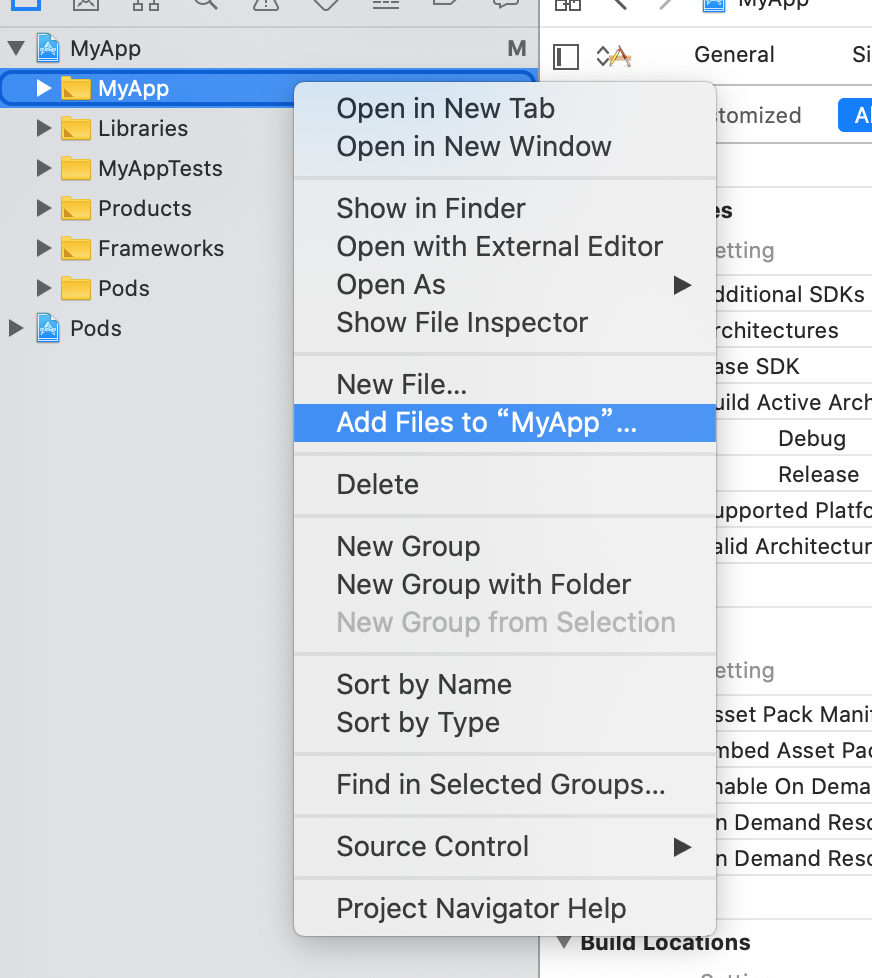 MyApp
MyApp M
General
MyApp
Libraries
MyAppTests
Products
Frameworks
Pods
Pods
Open in New Tab
Open in New Window
Show in Finder
Open with External Editor
Open As
Show File Inspector
New File...
Add Files to “MyApp”...
Delete
New Group
New Group with Folder
New Group from Selection
Sort by Name
Sort by Type
Find in Selected Groups...
Source Control
Project Navigator Help
tomized
es
etting
dditional SDKs
rchitectures
ase SDK
uild Active Arch
Debug
Release
upported Platfo
alid Architectur
etting
sset Pack Manif
mbed Asset Pac
nable On Dema
n Demand Reso
n Demand Reso
Build Locations